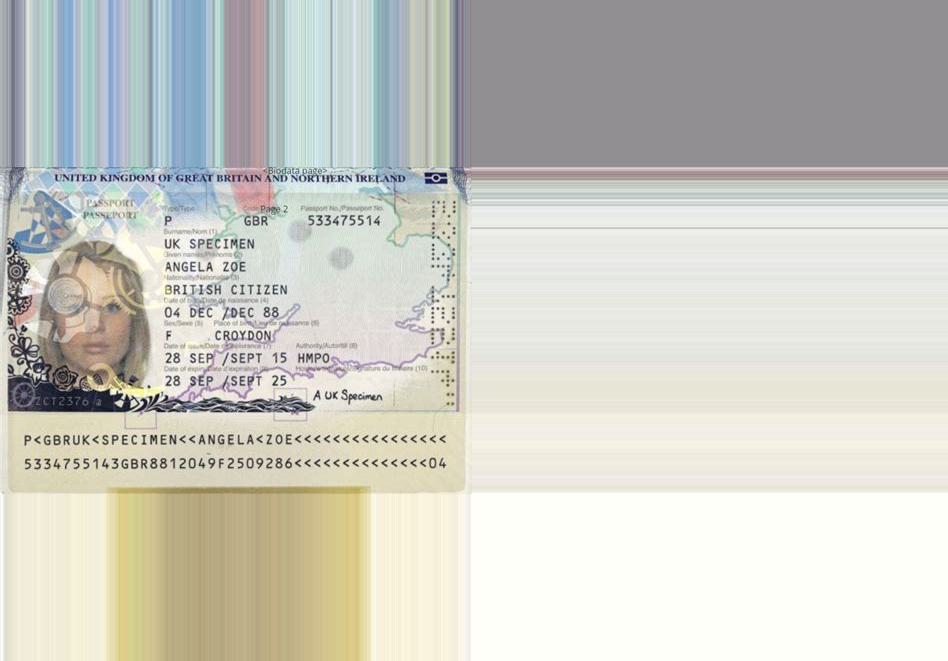 <Biodata page>
UNITED KINGDOM OF GREAT BRITAIN AND NORTHERN IRELAND
PASSPORT Type/Type Code Page 2 Passport No./Passeport No.
PASSEPORT P GBR 533475514
Surname/Nom (1)
UK SPECIMEN
Given names/Prénoms (2)
ANGELA ZOE
Nationality/Nationalité (3)
BRITISH CITIZEN
Date of birth/Date de naissance (4)
04 DEC /DEC 88
Sex/Sexe (5) Place of birth/Lieu de naissance (6)
F CROYDON
Date of issue/Date de délivrance (7) Authority/Autorité (8)
28 SEP /SEPT 15 HMPO
Date of expiry/Date d'expiration (9) Holder's signature/Signature du titulaire (10)
28 SEP /SEPT 25
A UK Specimen
ZCT2376
P<GBRUK<SPECIMEN<<ANGELA<ZOE<<<<<<<<<<<<<<<<
5334755143GBR8812049F2509286<<<<<<<<<<<<<<04